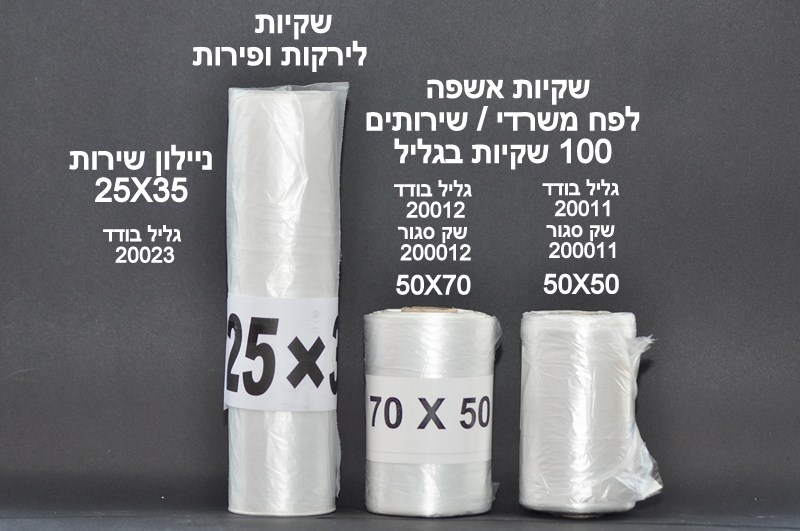 שקיות
לירקות ופירות
ניילון שירות
25X35
גליל בודד
20023
שקיות אשפה
לפח משרדי / שירותים
100 שקיות בגליל
גליל בודד
20012
שק סגור
200012
50X70
גליל בודד
20011
שק סגור
200011
50X50
25×3
70 X 50